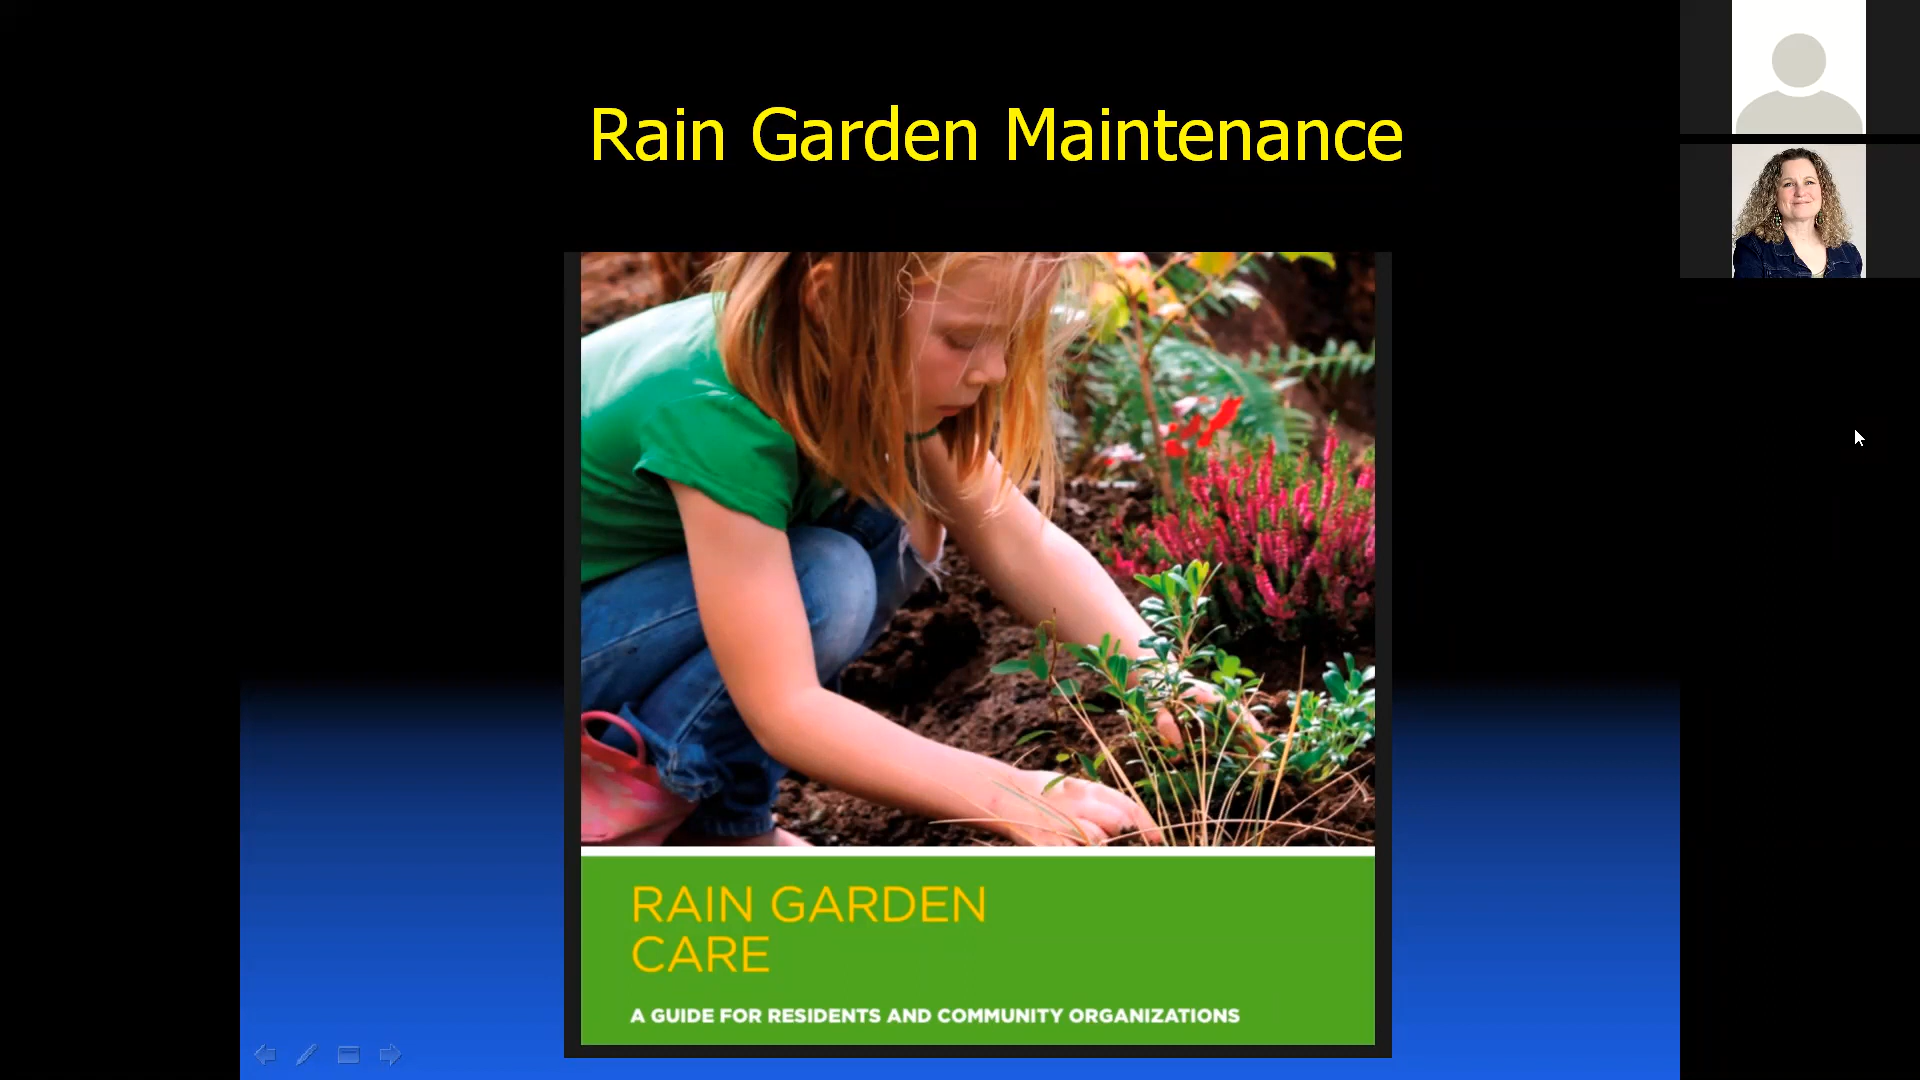 Rain Garden Maintenance
RAIN GARDEN
CARE
A GUIDE FOR RESIDENTS AND COMMUNITY ORGANIZATIONS